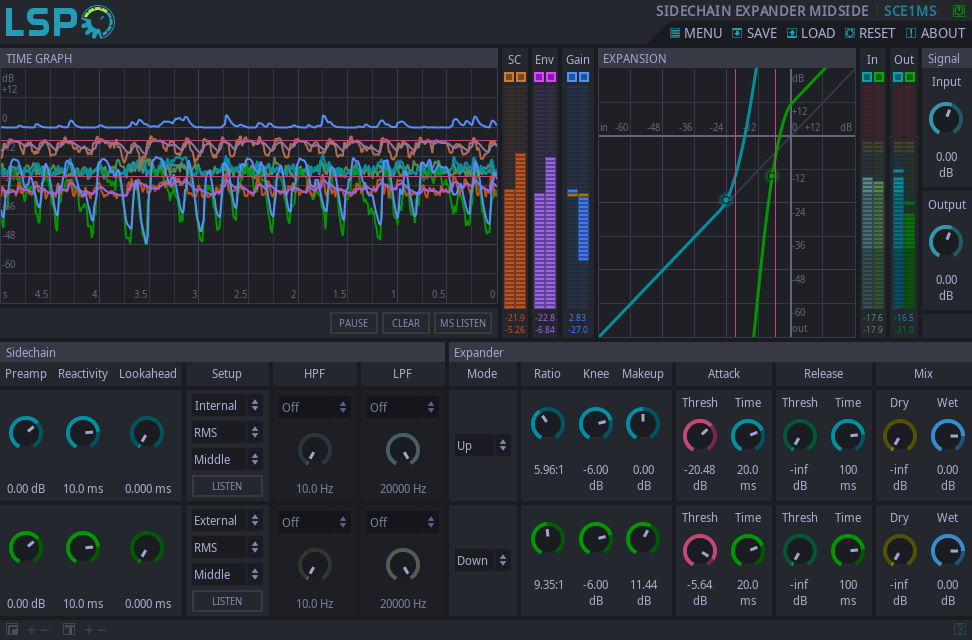 LSP
SIDECHAIN EXPANDER MIDSIDE SCE1MS
MENU SAVE LOAD RESET ABOUT
TIME GRAPH
SC Env Gain
EXPANSION
In Out
Signal
dB
+12
0
-36
-48
-60
s 4.5 4 3.5 3 2.5 2 1.5 1 0.5 0
PAUSE CLEAR MS LISTEN
-21.9 -22.8 2.83
-5.26 -6.84 -27.0
dB
+12
in -60 -48 -36 -24 -12 0 +12 dB
-12
-24
-36
-48
-60
out
-17.6 -16.5
-17.9 -31.0
Input
0.00
dB
Output
0.00
dB
Sidechain
Preamp Reactivity Lookahead Setup HPF LPF
Internal Off Off
RMS
Middle
LISTEN
0.00 dB 10.0 ms 0.000 ms 10.0 Hz 20000 Hz
External Off Off
RMS
Middle
LISTEN
0.00 dB 10.0 ms 0.000 ms 10.0 Hz 20000 Hz
Expander
Mode Ratio Knee Makeup Attack Release Mix
Thresh Time Thresh Time Dry Wet
Up
5.96:1 -6.00 dB 0.00 dB -20.48 dB 20.0 ms -inf dB 100 ms -inf dB 0.00 dB
Thresh Time Thresh Time Dry Wet
Down
9.35:1 -6.00 dB 11.44 dB -5.64 dB 20.0 ms -inf dB 100 ms -inf dB 0.00 dB